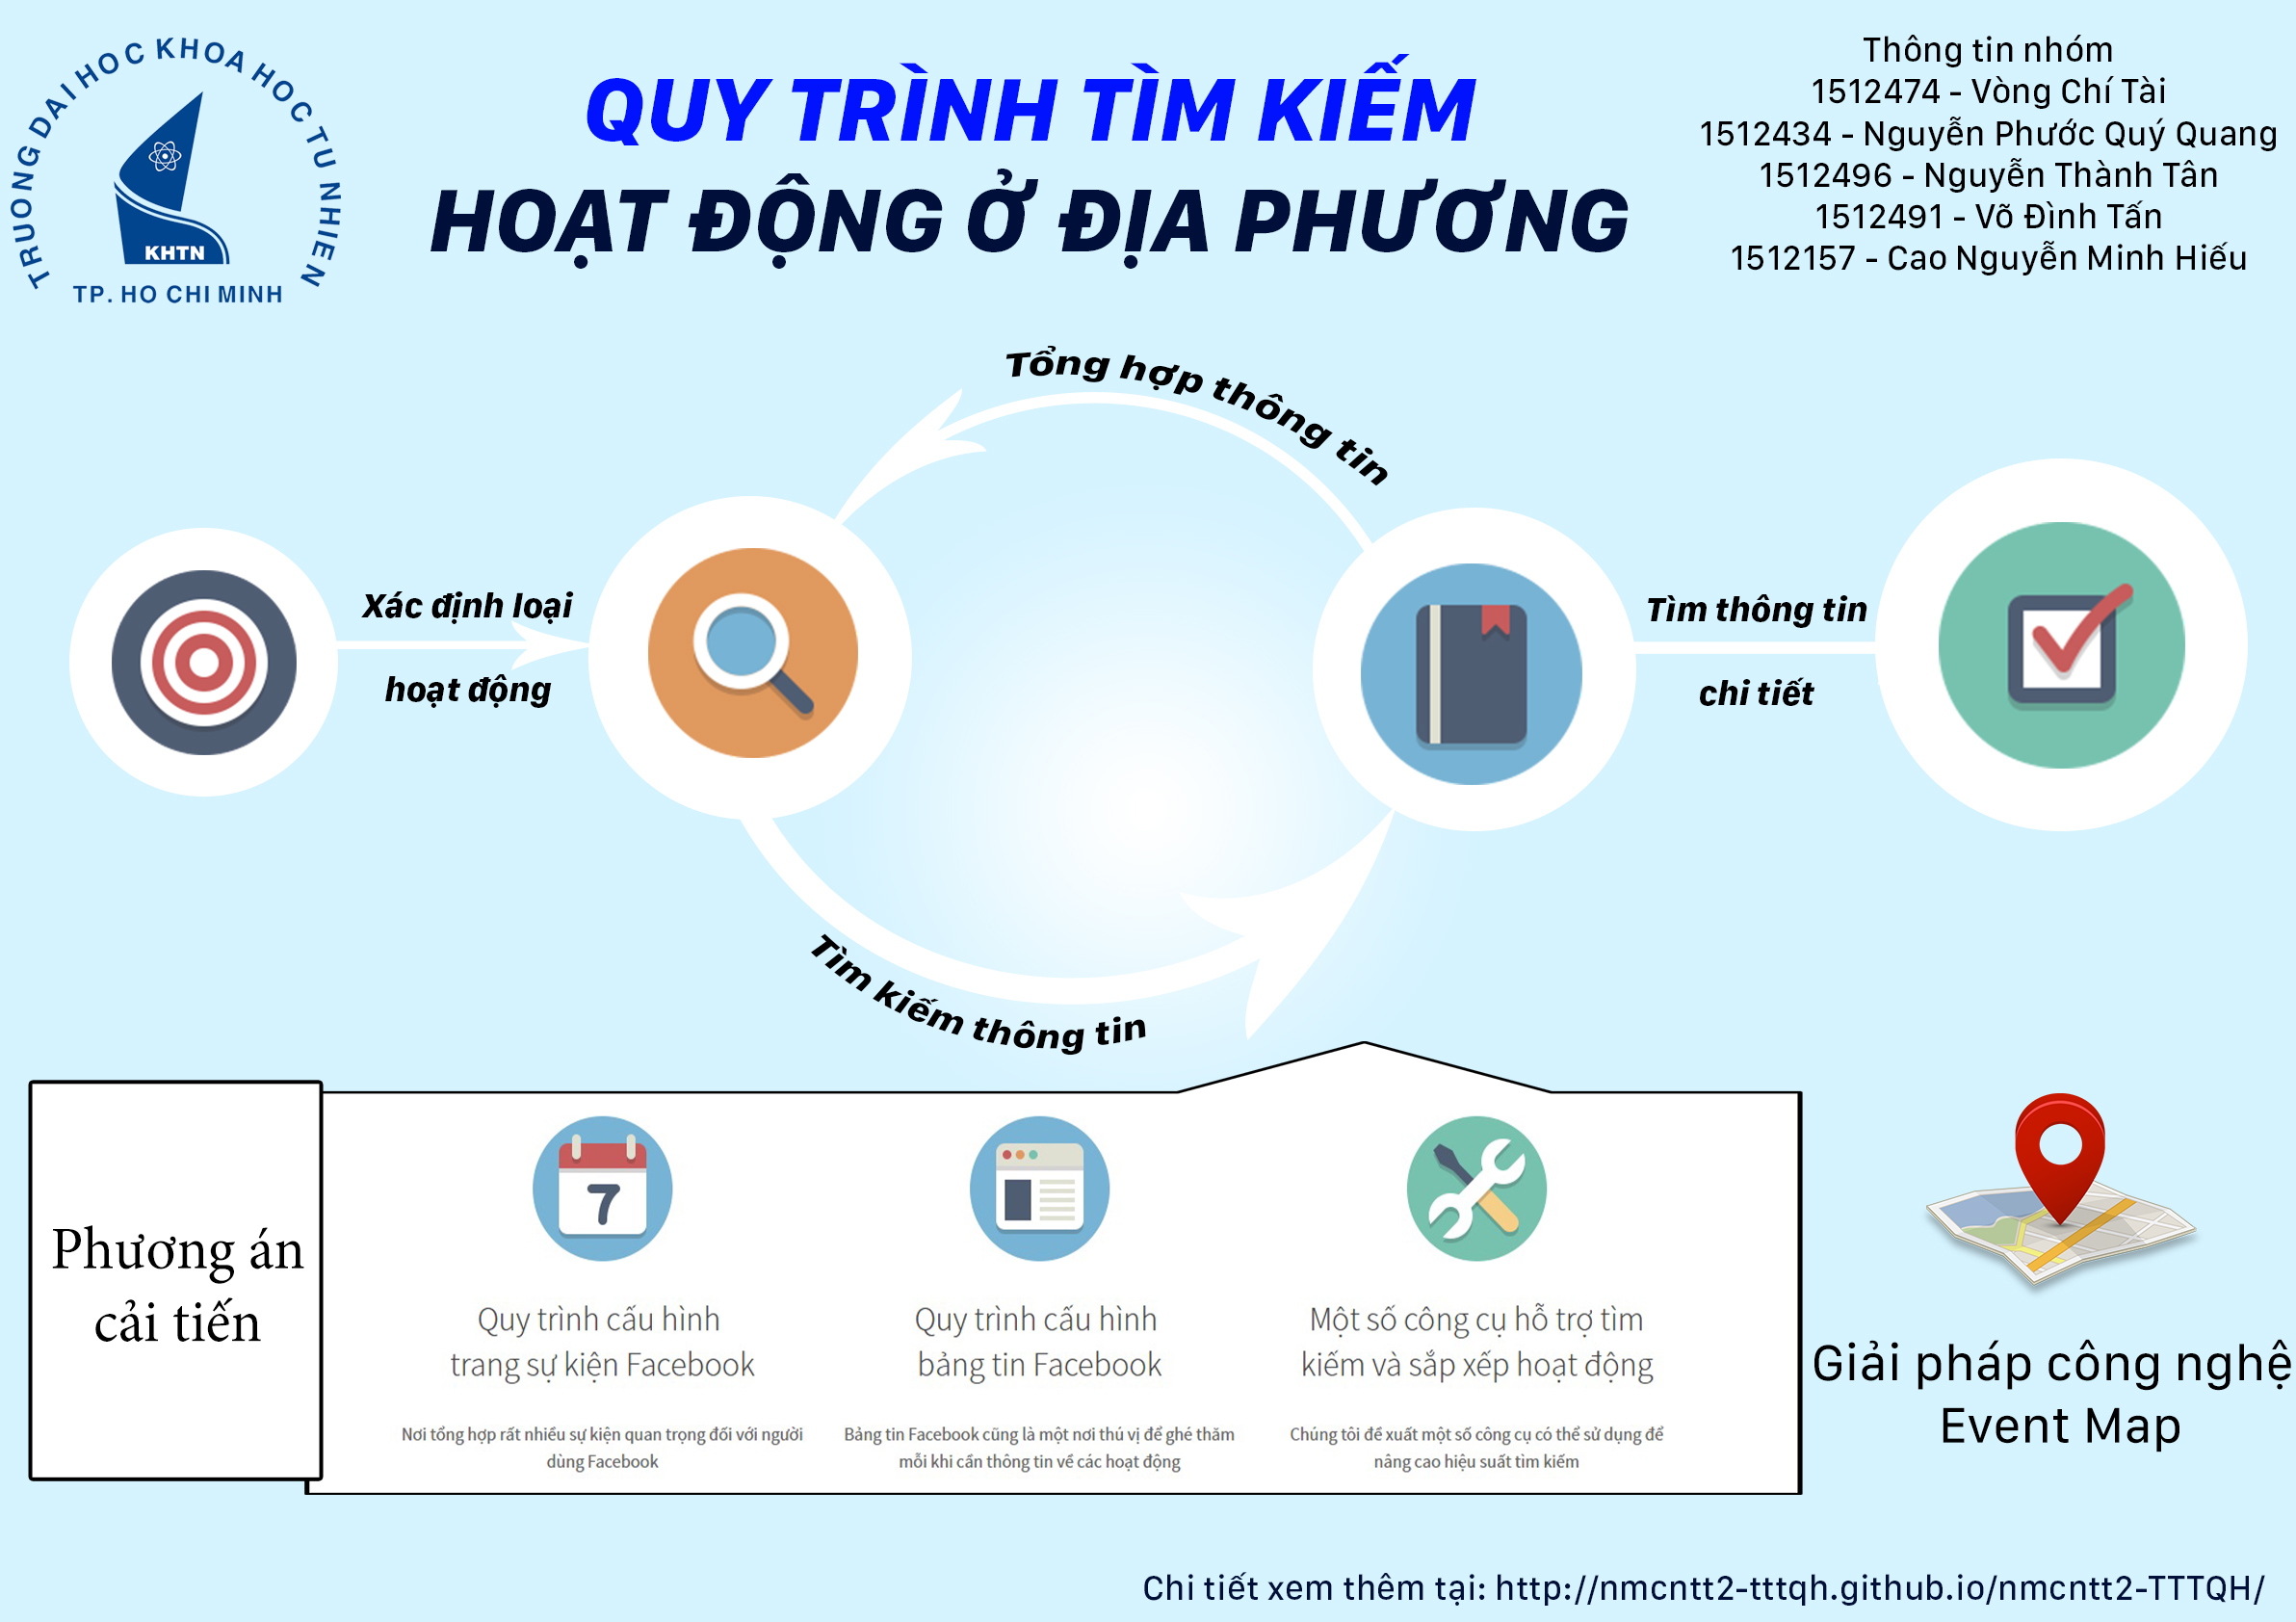 TRUONG DAI HOC KHOA HOC TU NHIEN
KHTN
TP. HO CHI MINH
QUY TRÌNH TÌM KIẾM
HOẠT ĐỘNG Ở ĐỊA PHƯƠNG
Thông tin nhóm
1512474 - Vòng Chí Tài
1512434 - Nguyễn Phước Quý Quang
1512496 - Nguyễn Thành Tân
1512491 - Võ Đình Tấn
1512157 - Cao Nguyễn Minh Hiếu
Tổng hợp thông tin
Xác định loại
hoạt động
Tìm thông tin
chi tiết
Tìm kiếm thông tin
Phương án
cải tiến
7
Quy trình cấu hình
trang sự kiện Facebook
Nơi tổng hợp rất nhiều sự kiện quan trọng đối với người
dùng Facebook
Quy trình cấu hình
bảng tin Facebook
Bảng tin Facebook cũng là một nơi thú vị để ghé thăm
mỗi khi cần thông tin về các hoạt động
Một số công cụ hỗ trợ tìm
kiếm và sắp xếp hoạt động
Chúng tôi đề xuất một số công cụ có thể sử dụng để
nâng cao hiệu suất tìm kiếm
Giải pháp công nghệ
Event Map
Chi tiết xem thêm tại: http://nmcntt2-tttqh.github.io/nmcntt2-TTTQH/